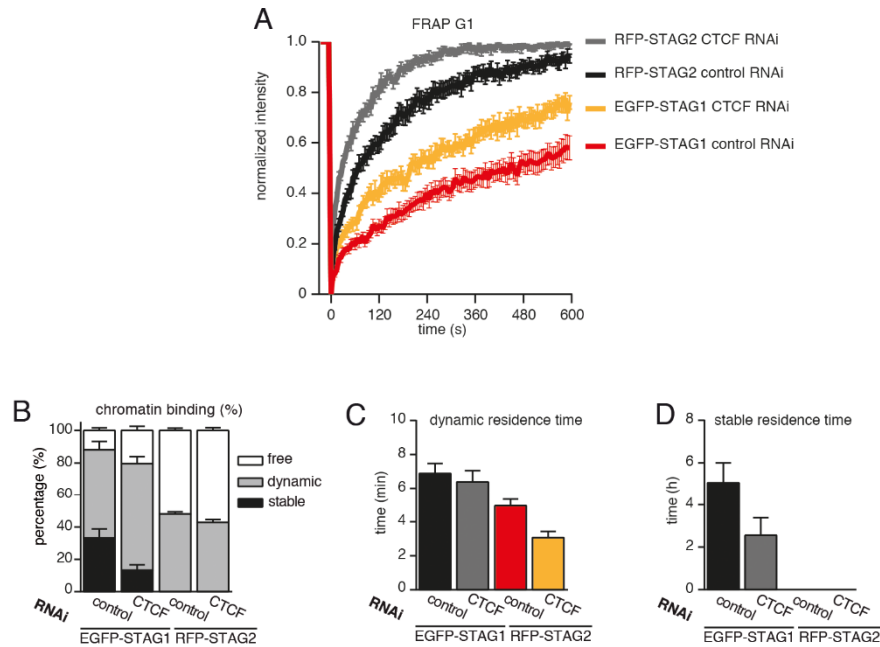 A
FRAP G1
1.0
0.8
0.6
0.4
0.2
0
normalized intensity
0 120 240 360 480 600
time (s)
RFP-STAG2 CTCF RNAi
RFP-STAG2 control RNAi
EGFP-STAG1 CTCF RNAi
EGFP-STAG1 control RNAi
B
chromatin binding (%)
100
80
60
40
20
0
percentage (%)
free
dynamic
stable
RNAi
control CTCF control CTCF
EGFP-STAG1 RFP-STAG2
C
dynamic residence time
8
6
4
2
0
time (min)
RNAi
control CTCF control CTCF
EGFP-STAG1 RFP-STAG2
D
stable residence time
8
6
4
2
0
time (h)
RNAi
control CTCF control CTCF
EGFP-STAG1 RFP-STAG2